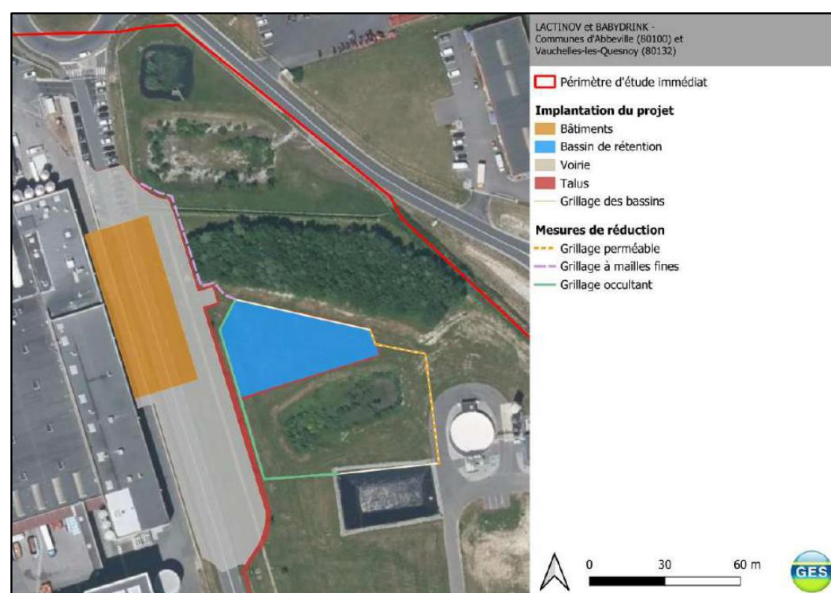 LACTINOV et BABYDRINK -
Communes d'Abbeville (80100) et
Vauchelles-les-Quesnoy (80132)
Périmètre d'étude immédiat
Implantation du projet
Bâtiments
Bassin de rétention
Voirie
Talus
Grillage des bassins
Mesures de réduction
Grillage perméable
Grillage à mailles fines
Grillage occultant
0 30 60 m
GES